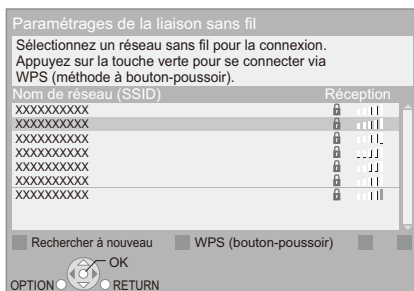 Paramétrages de la liaison sans fil
Sélectionnez un réseau sans fil pour la connexion.
Appuyez sur la touche verte pour se connecter via
WPS (méthode à bouton-poussoir).
Nom de réseau (SSID) Réception
XXXXXXXXXX
XXXXXXXXXX
XXXXXXXXXX
XXXXXXXXXX
XXXXXXXXXX
XXXXXXXXXX
XXXXXXXXXX
Rechercher à nouveau WPS (bouton-poussoir)
OK
OPTION RETURN